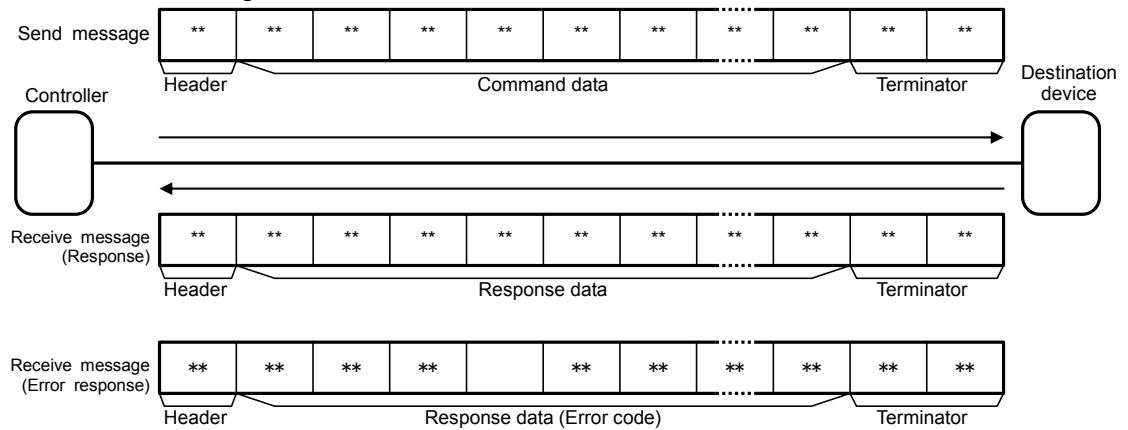 Send message ** ** ** ** ** ** ** ** ** ** **
Header Command data Terminator
Controller
Destination
device
Receive message
(Response)
** ** ** ** ** ** ** ** ** ** **
Header Response data Terminator
Receive message
(Error response)
** ** ** ** ** ** ** ** ** **
Header Response data (Error code) Terminator